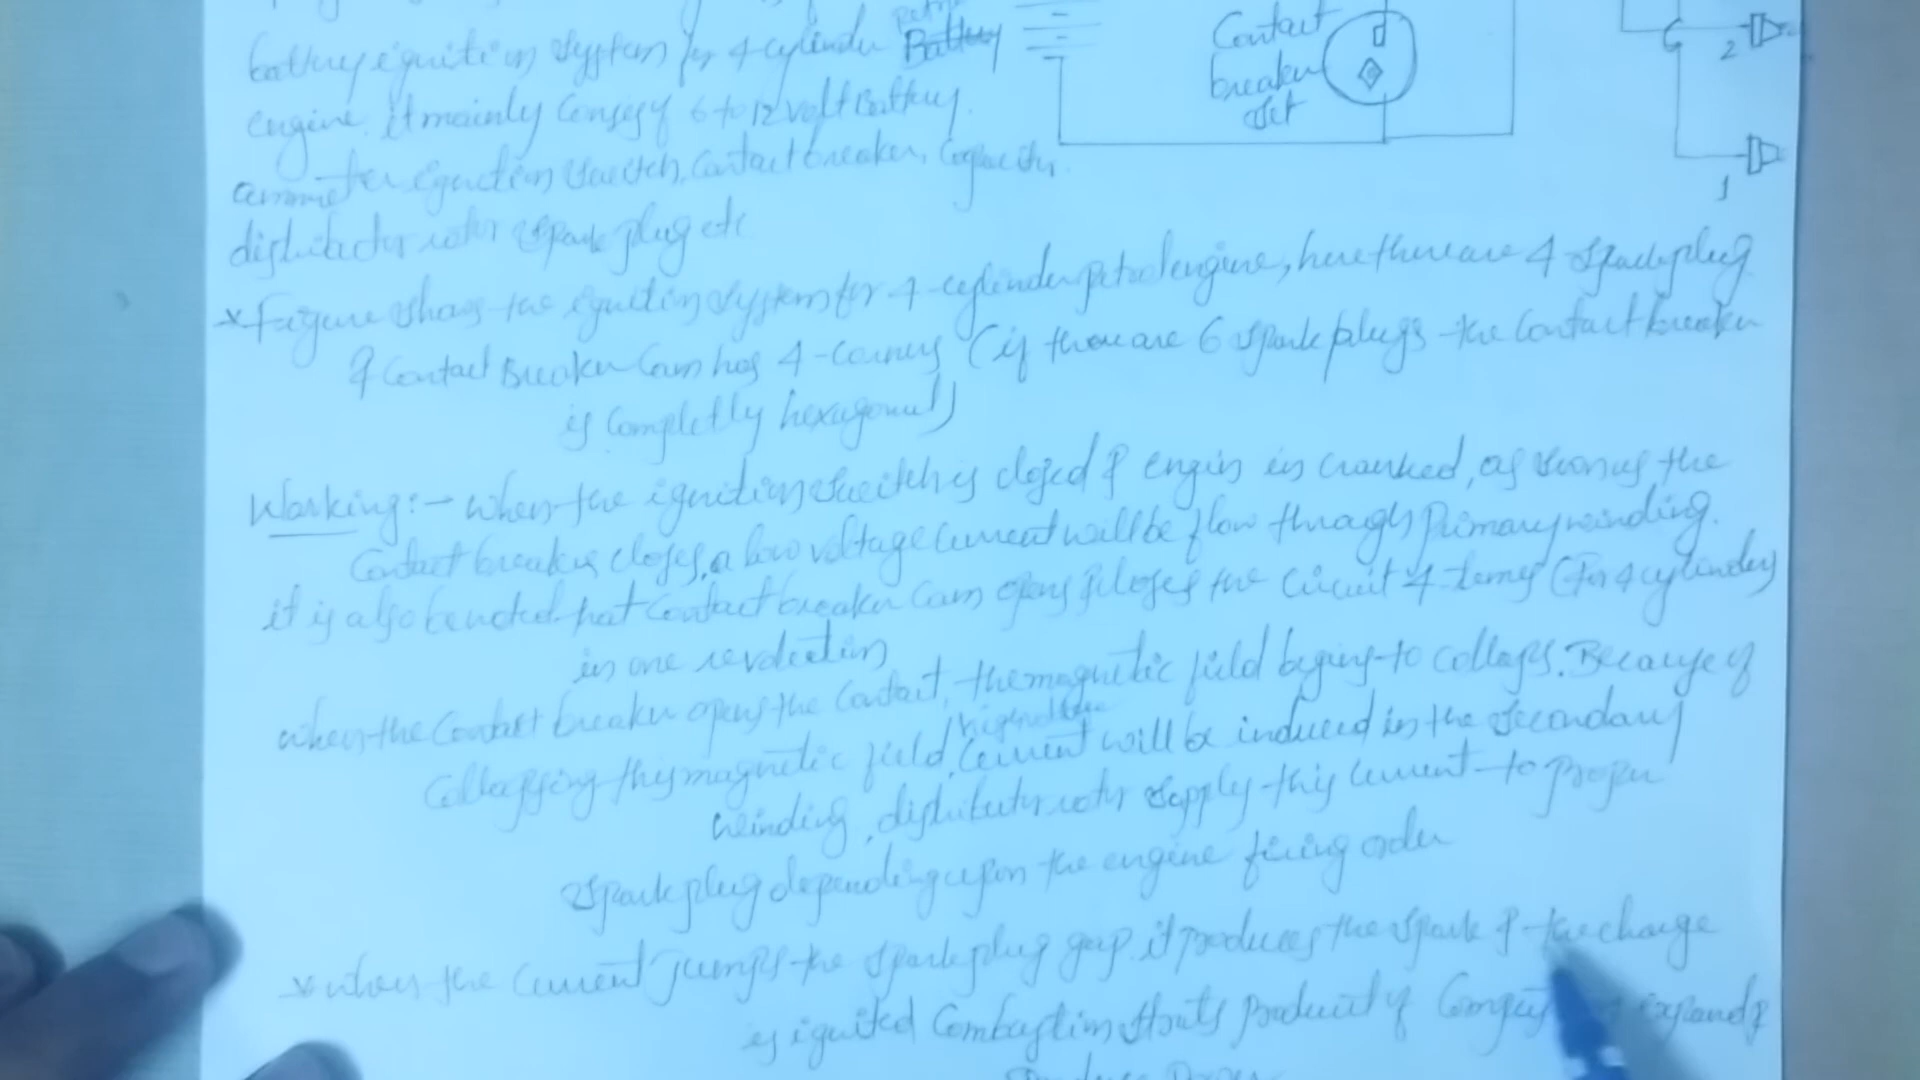 battery ignition system for 4 cylinder petrol Battery
engine. it mainly consists of 6 to 12 volt Battery.
ammeter ignition switch, Contact breaker, Capacitor,
distributor rotor spark plug etc
Contact
breaker
set
2
1
* Figure shows the ignition system for 4-cylinder petrol engine, here there are 4 spark plug
& Contact Breaker Cam has 4-corners (if there are 6 spark plugs the Contact breaker
is completly hexagonal)
Working:- when the ignition switch is closed & engin is cranked, as soon as the
Contact breaker closes, a low voltage current will be flow through primary winding.
it is also be noted that Contact breaker Cam opens & closes the circuit 4 times (for 4 cylinder)
in one revolution
when the Contact breaker opens the Contact, the magnetic field begins to collaps. Because of
Collapsing this magnetic field, high voltage current will be induced in the secondary
winding, distributor rotor supply this current to proper
spark plug depending upon the engine firing order
* when the current jumps the spark plug gap. it produces the spark & the charge
is ignited Combustion starts product of expand &